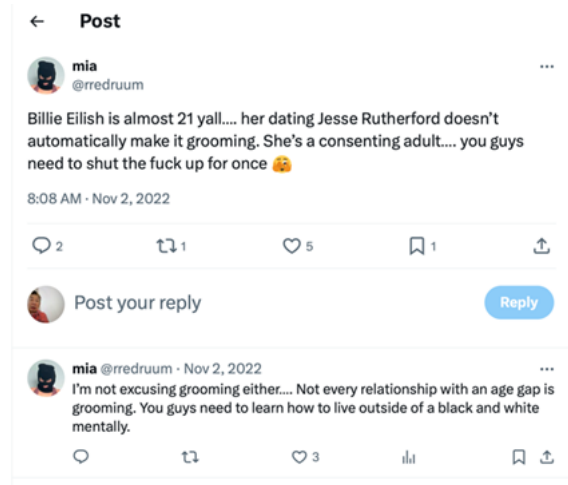 Post
mia
@rredruum
Billie Eilish is almost 21 yall.... her dating Jesse Rutherford doesn't
automatically make it grooming. She's a consenting adult.... you guys
need to shut the fuck up for once 🫣
8:08 AM · Nov 2, 2022
2 1 5 1
Post your reply
Reply
mia @rredruum · Nov 2, 2022
I'm not excusing grooming either.... Not every relationship with an age gap is
grooming. You guys need to learn how to live outside of a black and white
mentally.
3